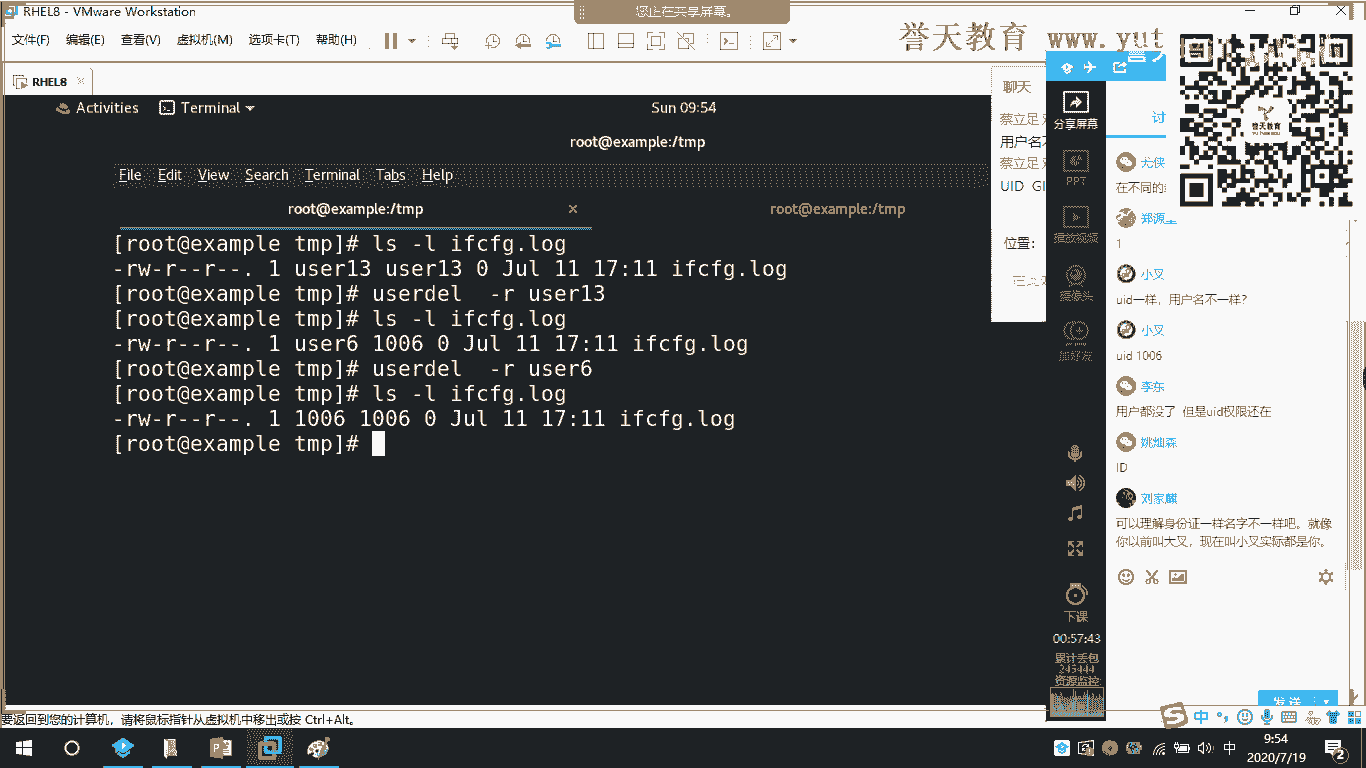 RHEL8 - VMware Workstation
您正在共享屏幕。
文件(F) 编辑(E) 查看(V) 虚拟机(M) 选项卡(T) 帮助(H)
誉天教育 www.yut
RHEL8
Activities Terminal
Sun 09:54
root@example:/tmp
File Edit View Search Terminal Tabs Help
root@example:/tmp
root@example:/tmp
[root@example tmp]# ls -l ifcfg.log
-rw-r--r--. 1 user13 user13 0 Jul 11 17:11 ifcfg.log
[root@example tmp]# userdel  -r user13
[root@example tmp]# ls -l ifcfg.log
-rw-r--r--. 1 user6 1006 0 Jul 11 17:11 ifcfg.log
[root@example tmp]# userdel  -r user6
[root@example tmp]# ls -l ifcfg.log
-rw-r--r--. 1 1006 1006 0 Jul 11 17:11 ifcfg.log
[root@example tmp]#
聊天
蔡立足
用户名
蔡立足
UID
位置:
分享屏幕
PPT
播放视频
摄像头
下课
00:57:43
累计丢包
245444
资源监控:
讨
誉天教育
尤侠
在不同的
郑源
1
小叉
uid一样，用户名不一样?
小叉
uid 1006
李东
用户都没了 但是uid权限还在
姚灿森
ID
刘家麒
可以理解身份证一样名字不一样吧。就像
你以前叫大叉，现在叫小叉实际都是你。
发送
要返回到您的计算机，请将鼠标指针从虚拟机中移出或按 Ctrl+Alt。
中
中
9:54
2020/7/19
2